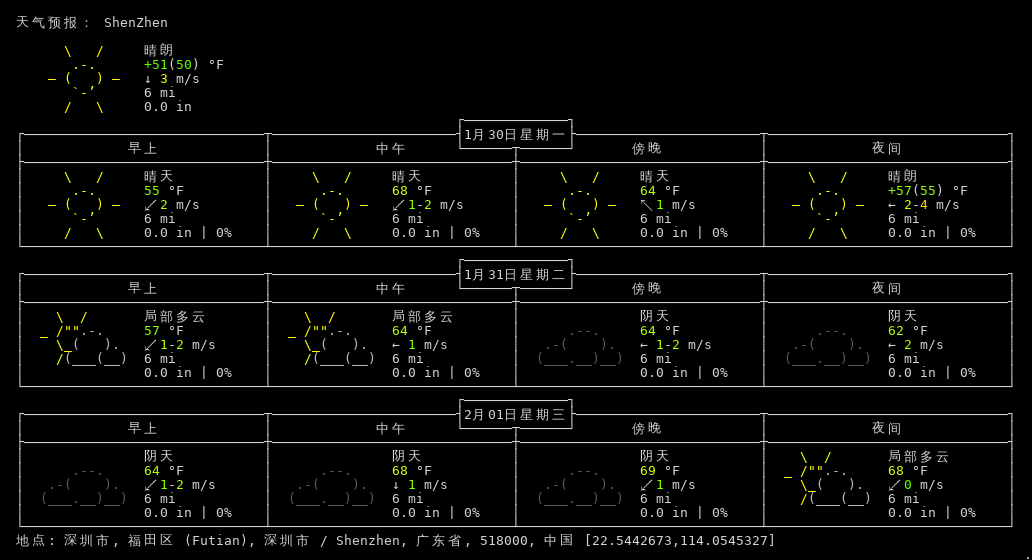 天气预报: ShenZhen
晴朗
+51(50) °F
↓ 3 m/s
6 mi
0.0 in
1月30日星期一
早上 中午 傍晚 夜间
晴天 晴天 晴天 晴朗
55 °F 68 °F 64 °F +57(55) °F
↙ 2 m/s ↙ 1-2 m/s ↖ 1 m/s ← 2-4 m/s
6 mi 6 mi 6 mi 6 mi
0.0 in | 0% 0.0 in | 0% 0.0 in | 0% 0.0 in | 0%
1月31日星期二
早上 中午 傍晚 夜间
局部多云 局部多云 阴天 阴天
57 °F 64 °F 64 °F 62 °F
↙ 1-2 m/s ← 1 m/s ← 1-2 m/s ← 2 m/s
6 mi 6 mi 6 mi 6 mi
0.0 in | 0% 0.0 in | 0% 0.0 in | 0% 0.0 in | 0%
2月01日星期三
早上 中午 傍晚 夜间
阴天 阴天 阴天 局部多云
64 °F 68 °F 69 °F 68 °F
↙ 1-2 m/s ↓ 1 m/s ↙ 1 m/s ↙ 0 m/s
6 mi 6 mi 6 mi 6 mi
0.0 in | 0% 0.0 in | 0% 0.0 in | 0% 0.0 in | 0%
地点: 深圳市, 福田区 (Futian), 深圳市 / Shenzhen, 广东省, 518000, 中国 [22.5442673,114.0545327]